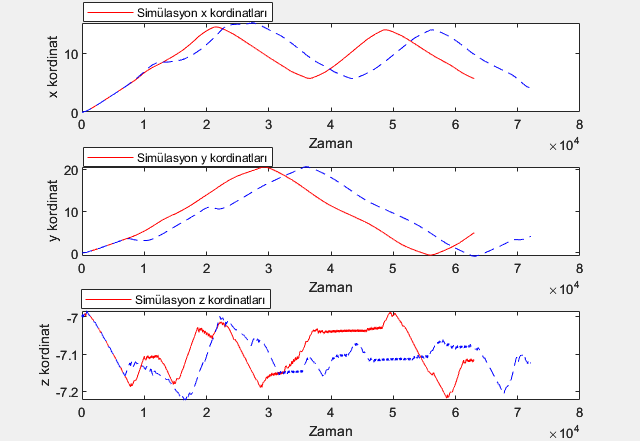 Simülasyon x kordinatları
x kordinat
10
0
0 1 2 3 4 5 6 7 8
Zaman
×10^4
Simülasyon y kordinatları
y kordinat
20
10
0
0 1 2 3 4 5 6 7 8
Zaman
×10^4
Simülasyon z kordinatları
z kordinat
-7
-7.1
-7.2
0 1 2 3 4 5 6 7 8
Zaman
×10^4